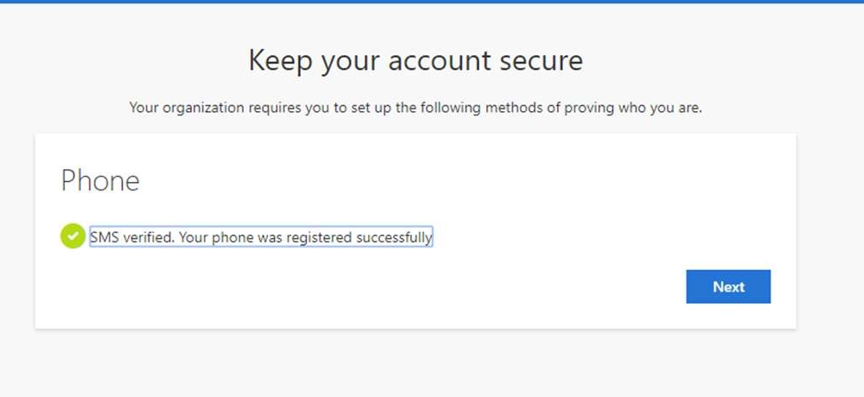 Keep your account secure
Your organization requires you to set up the following methods of proving who you are.
Phone
SMS verified. Your phone was registered successfully
Next